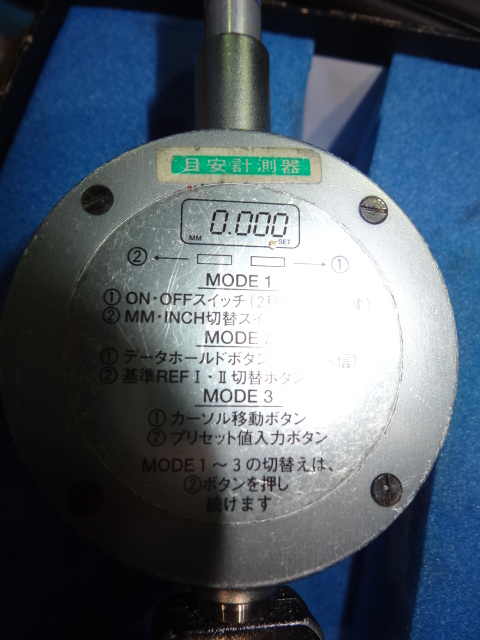 目安計測器
0.000
MM SET
② ①
MODE 1
① ON・OFFスイッチ(2 す)
② MM・INCH切替スイ
MODE
① データホールドボタン 信)
② 基準REF I・II 切替ボタン
MODE 3
① カーソル移動ボタン
② プリセット値入力ボタン
MODE 1～3の切替えは、
②ボタンを押し
続けます